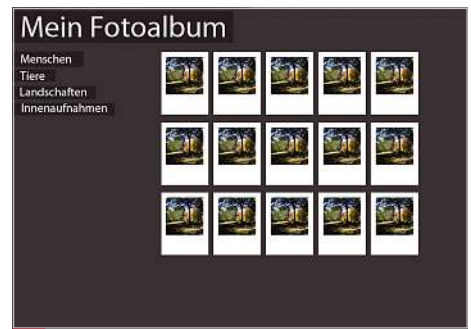 Mein Fotoalbum
Menschen
Tiere
Landschaften
Innenaufnahmen